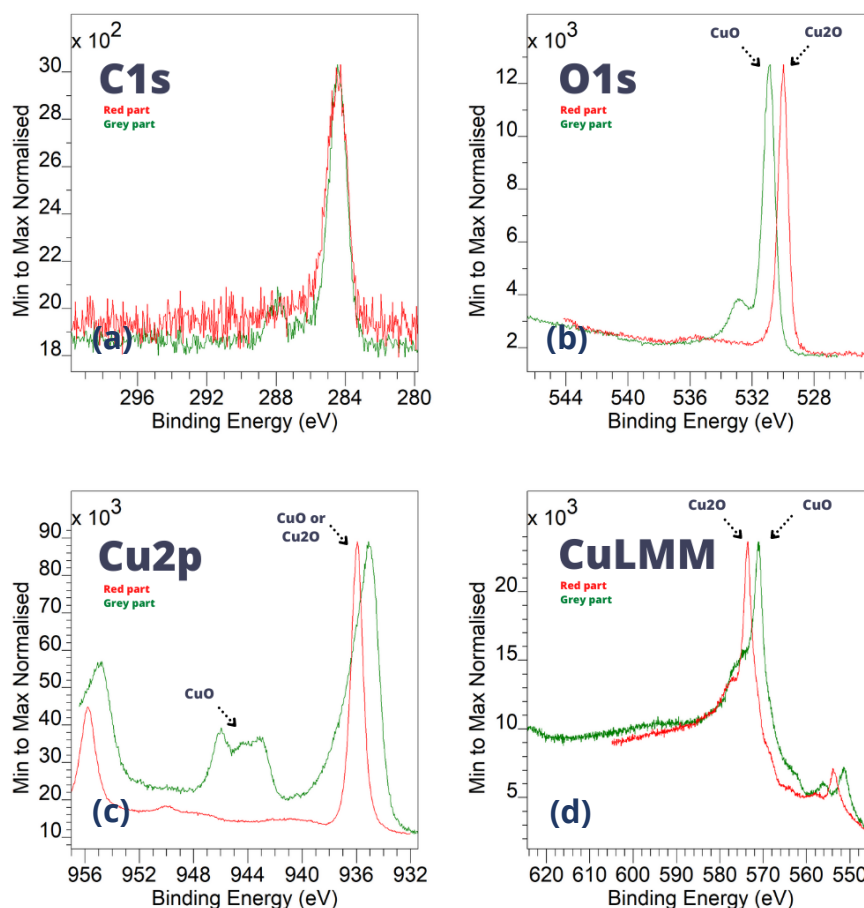 x 10²
C1s
Red part
Grey part
Min to Max Normalised
30
28
26
24
22
20
18
(a)
296
292
288
284
280
Binding Energy (eV)
x 10³
CuO
Cu2O
O1s
Red part
Grey part
Min to Max Normalised
12
10
8
6
4
2
(b)
544
540
536
532
528
Binding Energy (eV)
x 10³
CuO or
Cu2O
Cu2p
Red part
Grey part
Min to Max Normalised
90
80
70
60
50
40
30
20
10
CuO
(c)
956
952
948
944
940
936
932
Binding Energy (eV)
x 10³
Cu2O
CuO
CuLMM
Red part
Grey part
Min to Max Normalised
20
15
10
5
(d)
620
610
600
590
580
570
560
550
Binding Energy (eV)